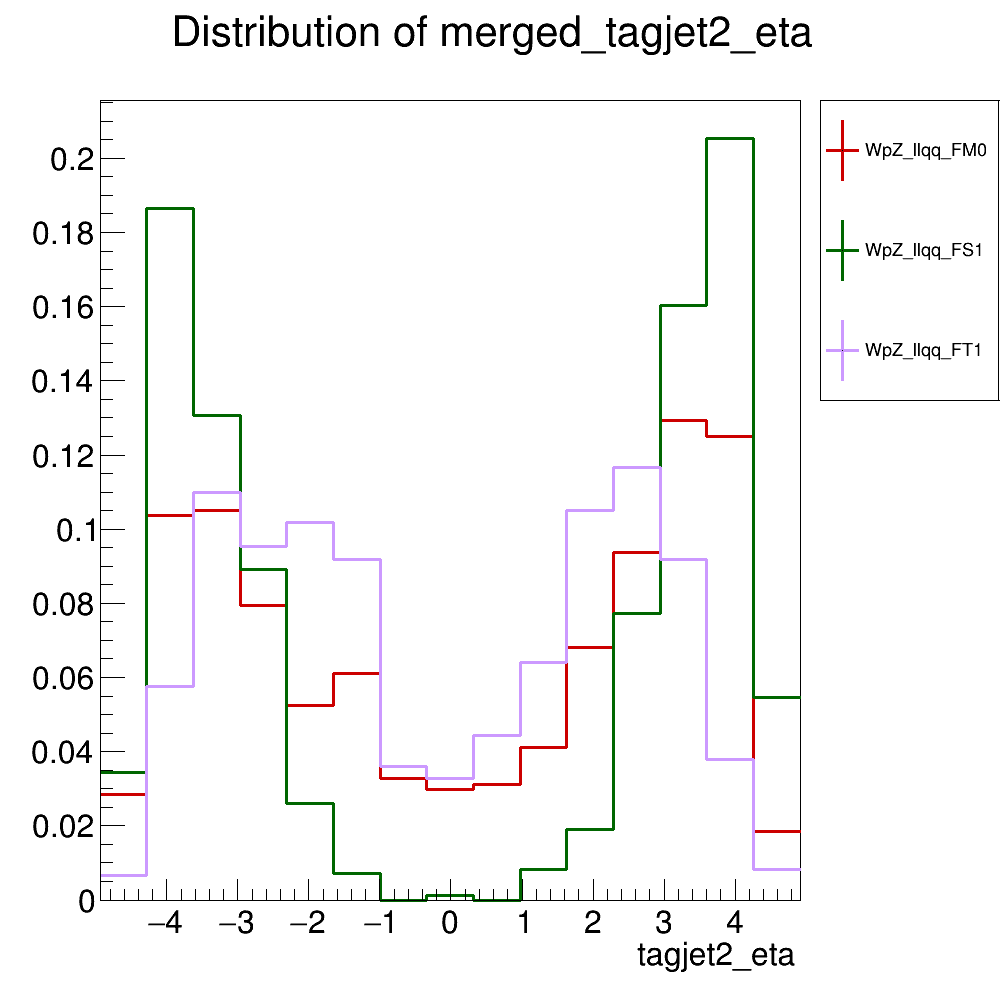 Distribution of merged_tagjet2_eta
WpZ_llqq_FM0
WpZ_llqq_FS1
WpZ_llqq_FT1
0.2
0.18
0.16
0.14
0.12
0.1
0.08
0.06
0.04
0.02
0
−4 −3 −2 −1 0 1 2 3 4
tagjet2_eta